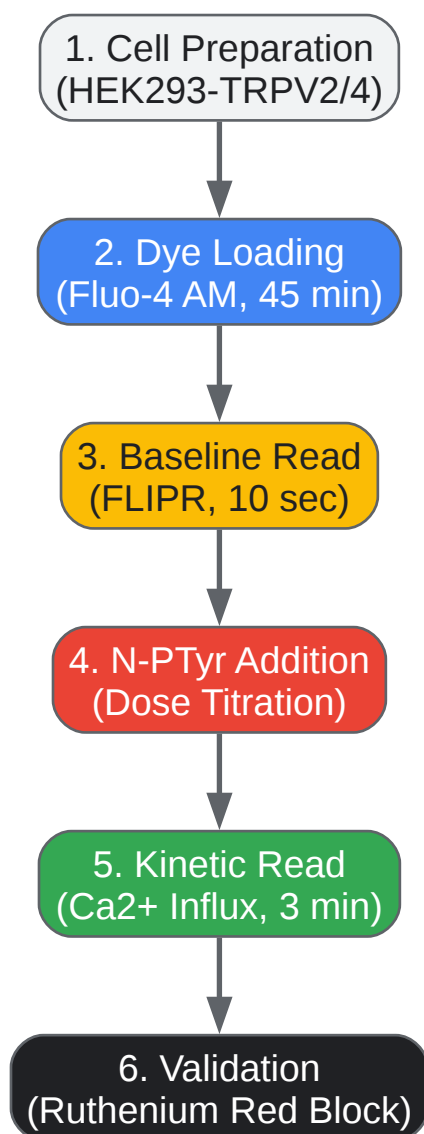 1. Cell Preparation
(HEK293-TRPV2/4)
2. Dye Loading
(Fluo-4 AM, 45 min)
3. Baseline Read
(FLIPR, 10 sec)
4. N-PTyr Addition
(Dose Titration)
5. Kinetic Read
(Ca2+ Influx, 3 min)
6. Validation
(Ruthenium Red Block)